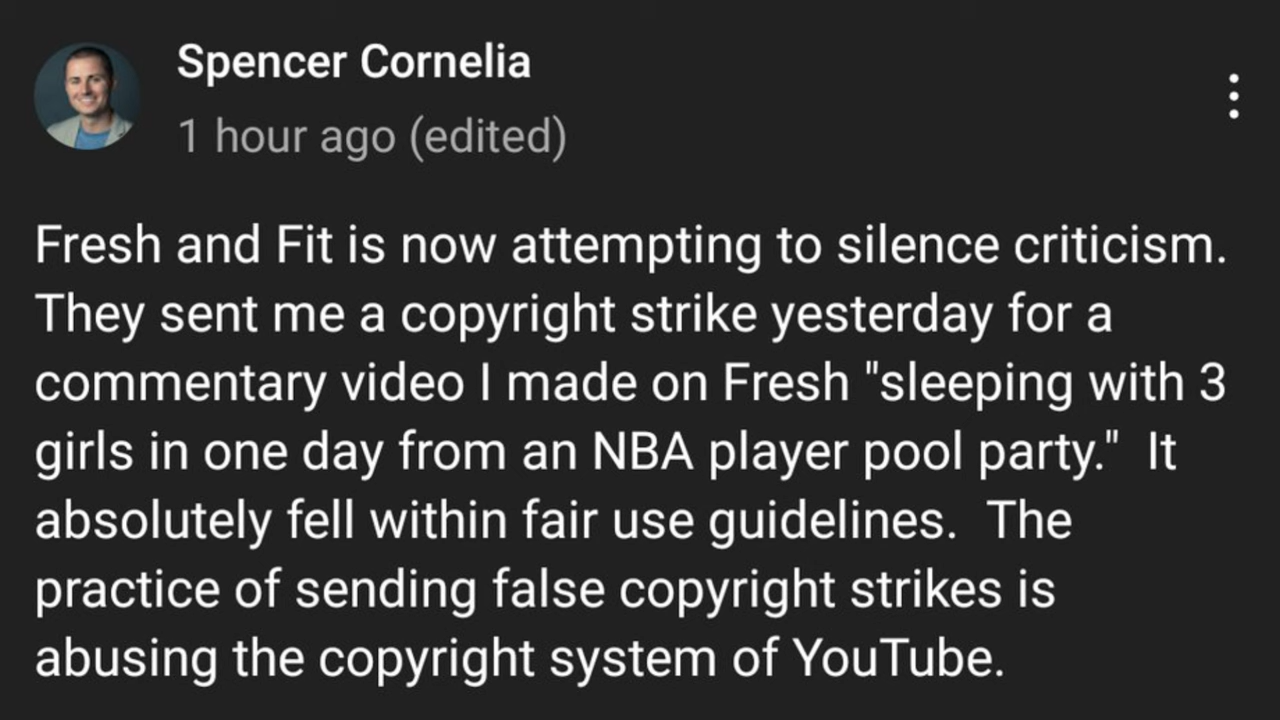 Spencer Cornelia
1 hour ago (edited)
Fresh and Fit is now attempting to silence criticism.
They sent me a copyright strike yesterday for a
commentary video I made on Fresh "sleeping with 3
girls in one day from an NBA player pool party."  It
absolutely fell within fair use guidelines.  The
practice of sending false copyright strikes is
abusing the copyright system of YouTube.